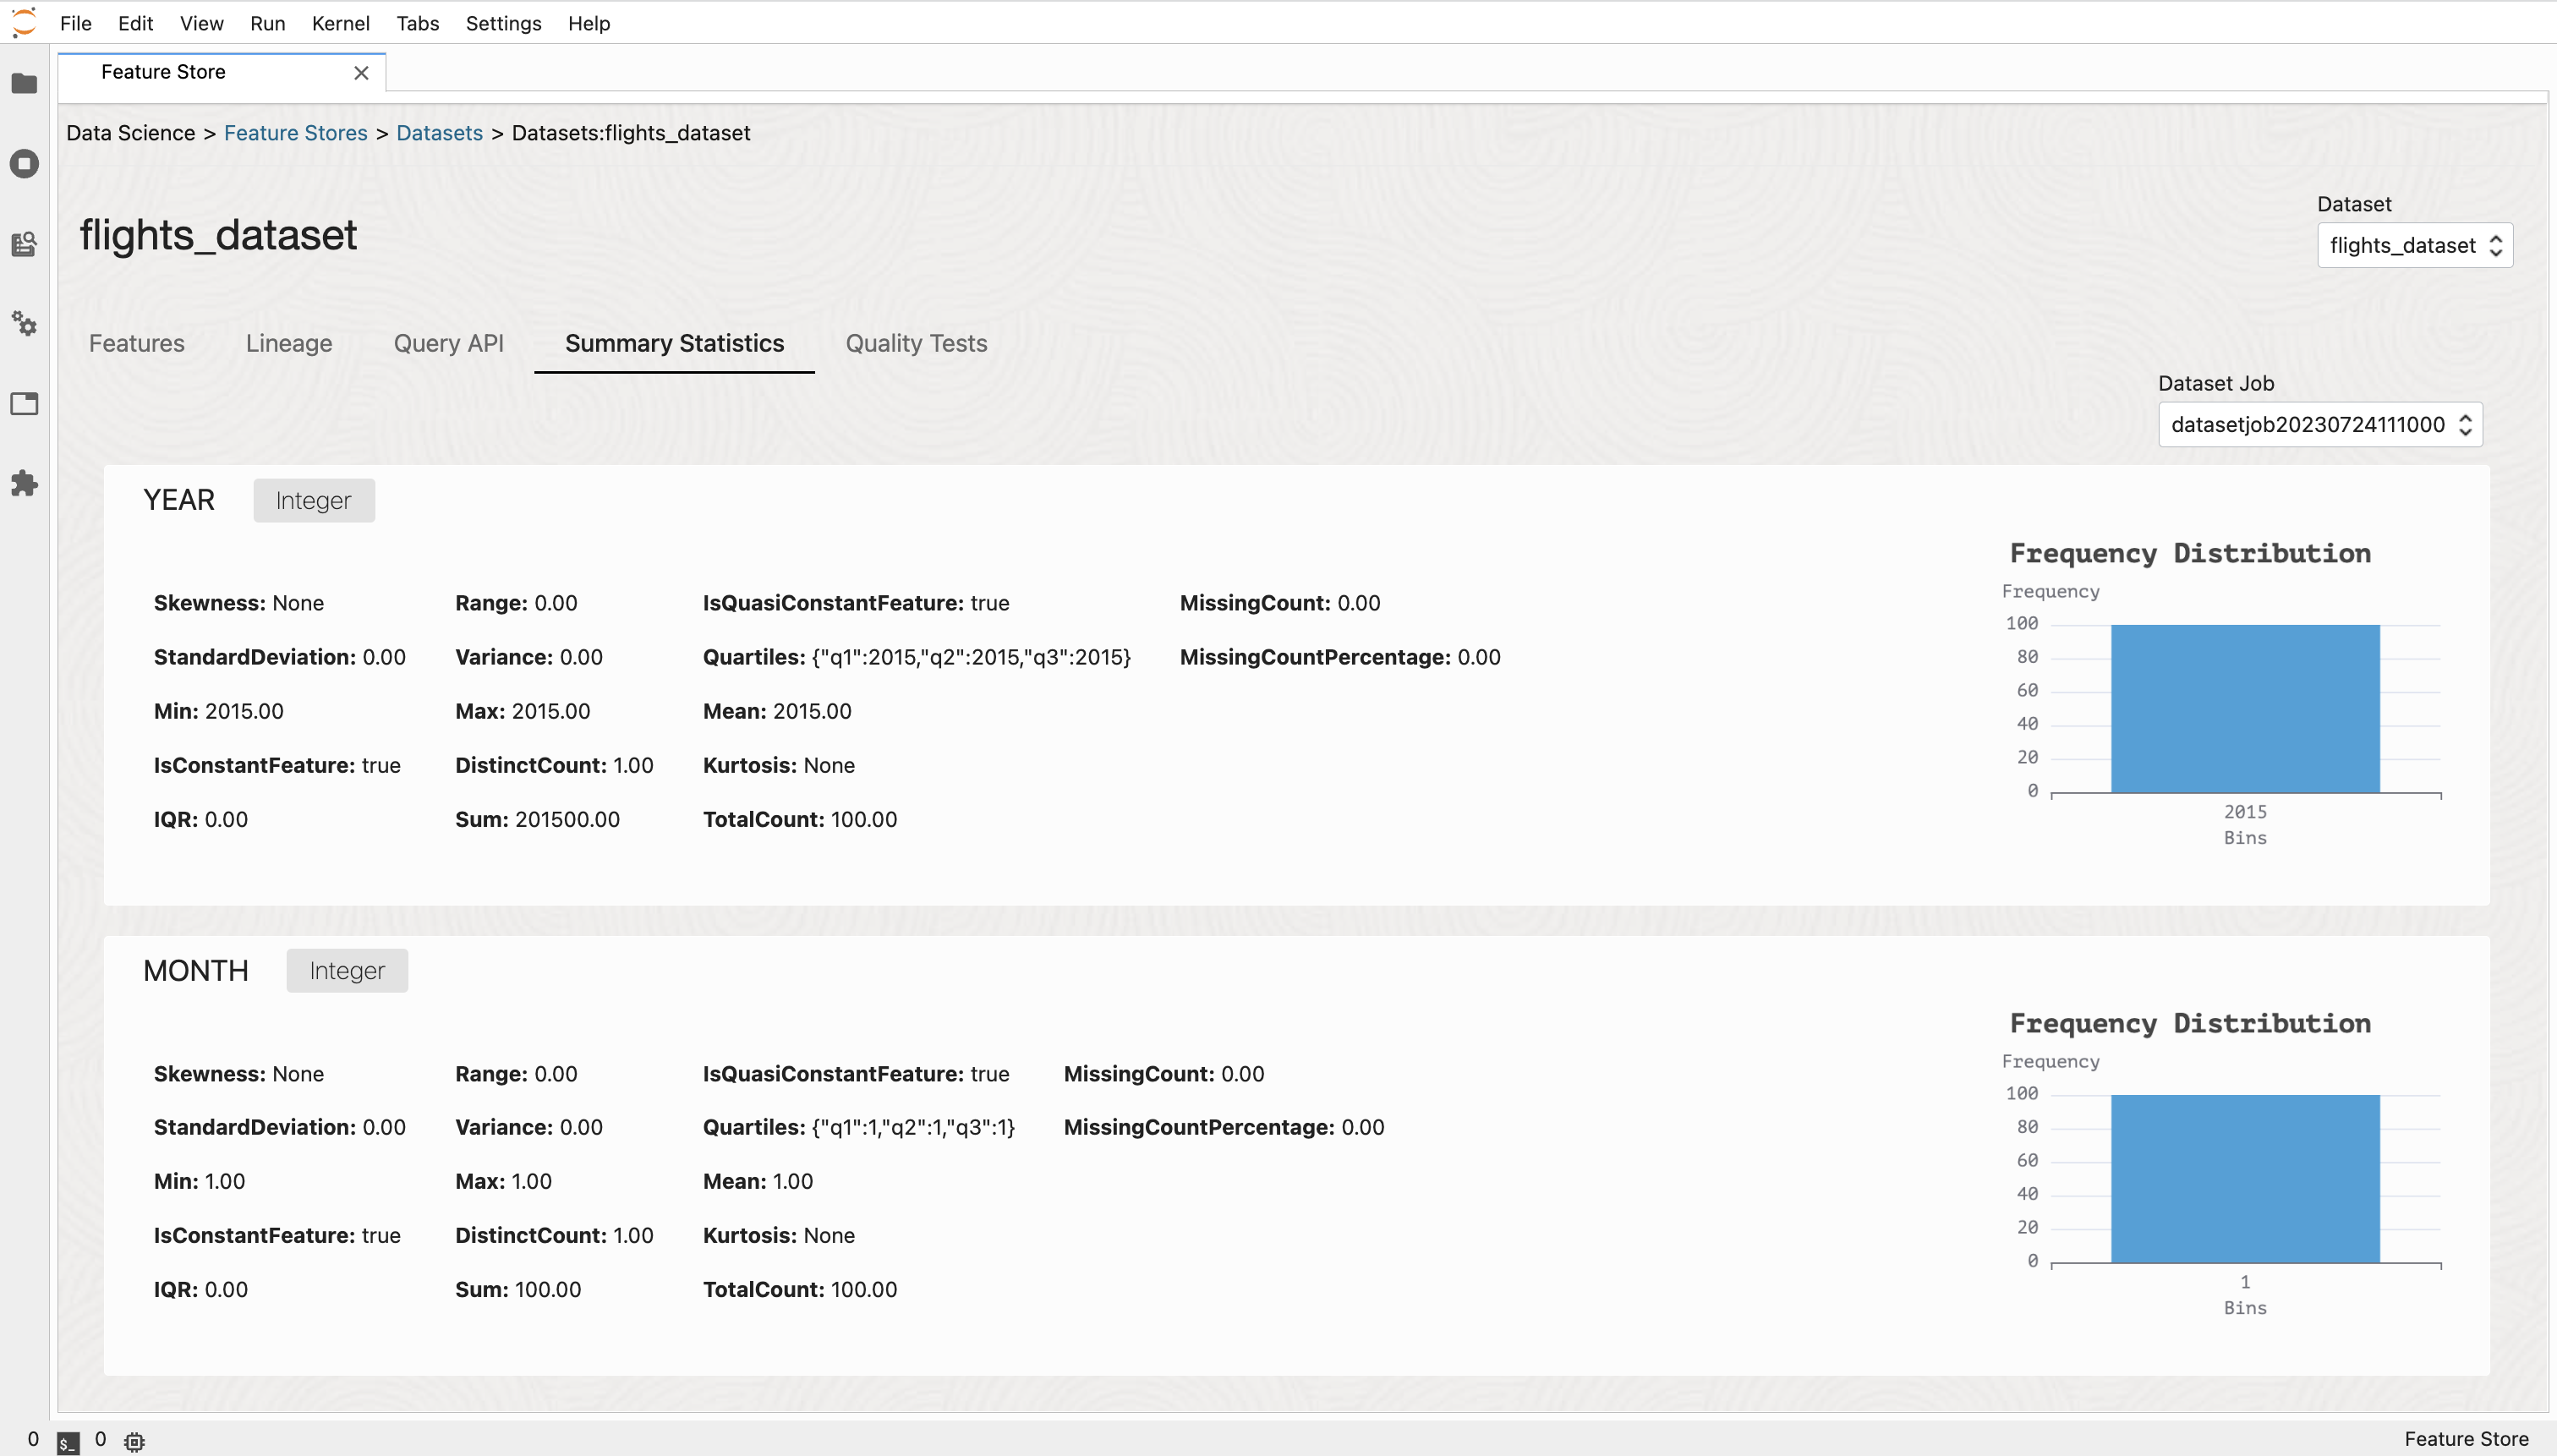 File Edit View Run Kernel Tabs Settings Help
Feature Store
Data Science > Feature Stores > Datasets > Datasets:flights_dataset
flights_dataset
Dataset
flights_dataset
Features Lineage Query API Summary Statistics Quality Tests
Dataset Job
datasetjob20230724111000
YEAR Integer
Skewness: None Range: 0.00 IsQuasiConstantFeature: true MissingCount: 0.00
StandardDeviation: 0.00 Variance: 0.00 Quartiles: {"q1":2015,"q2":2015,"q3":2015} MissingCountPercentage: 0.00
Min: 2015.00 Max: 2015.00 Mean: 2015.00
IsConstantFeature: true DistinctCount: 1.00 Kurtosis: None
IQR: 0.00 Sum: 201500.00 TotalCount: 100.00
Frequency Distribution
Frequency
100
80
60
40
20
0
2015
Bins
MONTH Integer
Skewness: None Range: 0.00 IsQuasiConstantFeature: true MissingCount: 0.00
StandardDeviation: 0.00 Variance: 0.00 Quartiles: {"q1":1,"q2":1,"q3":1} MissingCountPercentage: 0.00
Min: 1.00 Max: 1.00 Mean: 1.00
IsConstantFeature: true DistinctCount: 1.00 Kurtosis: None
IQR: 0.00 Sum: 100.00 TotalCount: 100.00
Frequency Distribution
Frequency
100
80
60
40
20
0
1
Bins
0 $_ 0 Feature Store